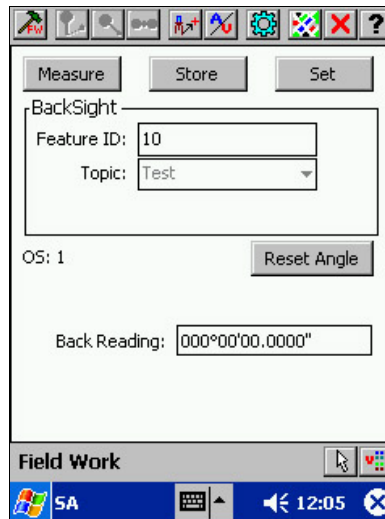 FW
?
Measure Store Set
BackSight
Feature ID: 10
Topic: Test
OS: 1 Reset Angle
Back Reading: 000°00'00.0000"
Field Work
SA 12:05